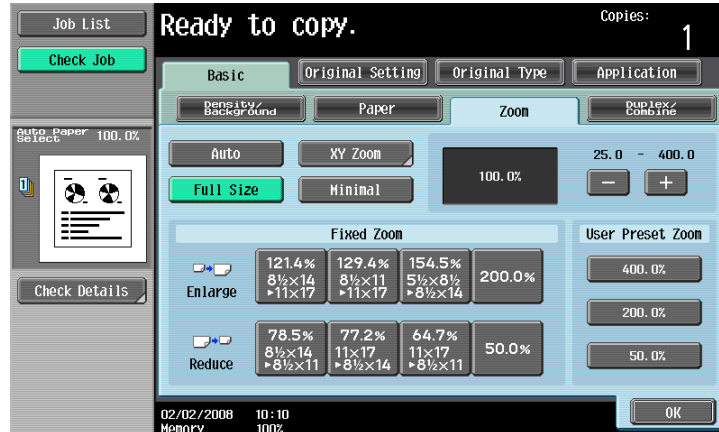 Job List
Check Job
Ready to copy.
Copies:
1
Basic
Original Setting
Original Type
Application
Density/
Background
Paper
Zoom
Duplex/
Combine
Auto Paper
Select
100.0%
1
Auto
XY Zoom
Full Size
Minimal
100.0%
25.0 - 400.0
− +
Fixed Zoom
Enlarge
121.4%
8½×14
▸11×17
129.4%
8½×11
▸11×17
154.5%
5½×8½
▸8½×14
200.0%
Reduce
78.5%
8½×14
▸8½×11
77.2%
11×17
▸8½×14
64.7%
11×17
▸8½×11
50.0%
User Preset Zoom
400.0%
200.0%
50.0%
Check Details
02/02/2008 10:10
Memory 100%
OK